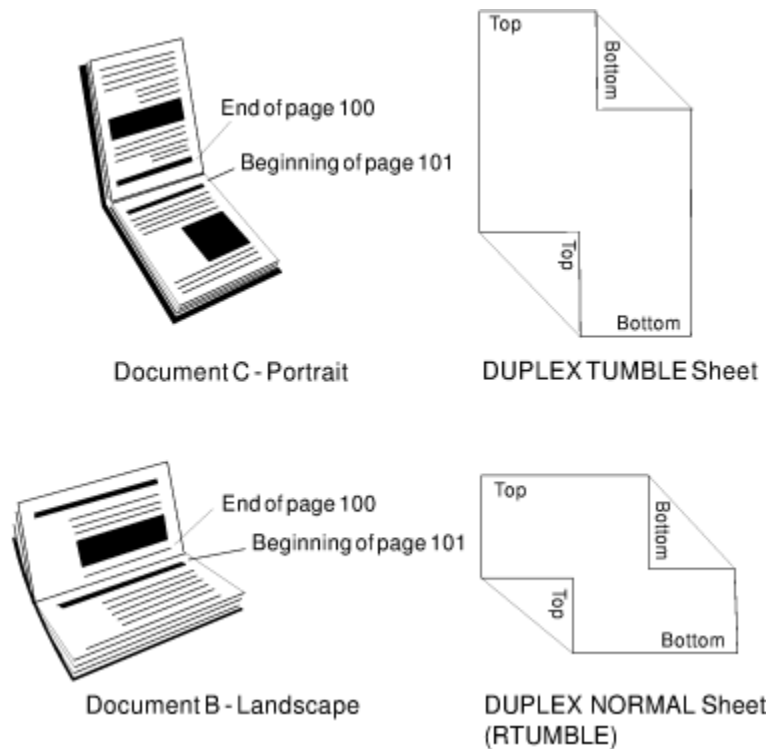 Top
Bottom
End of page 100
Beginning of page 101
Top
Bottom
Document C - Portrait
DUPLEX TUMBLE Sheet
Top
End of page 100
Bottom
Beginning of page 101
Top
Bottom
Document B - Landscape
DUPLEX NORMAL Sheet
(RTUMBLE)